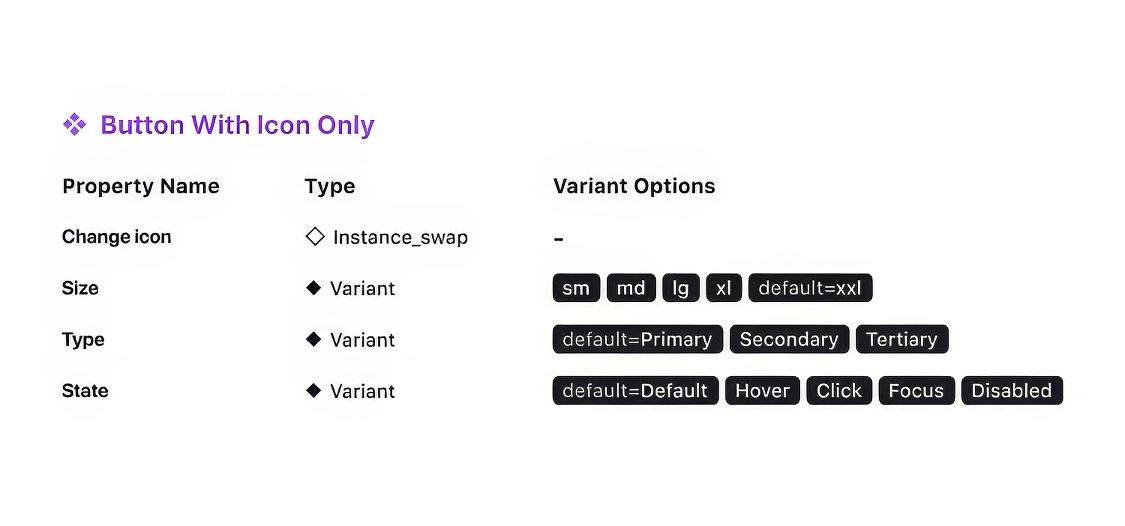 Button With Icon Only
Property Name Type Variant Options
Change icon Instance_swap -
Size Variant sm md lg xl default=xxl
Type Variant default=Primary Secondary Tertiary
State Variant default=Default Hover Click Focus Disabled